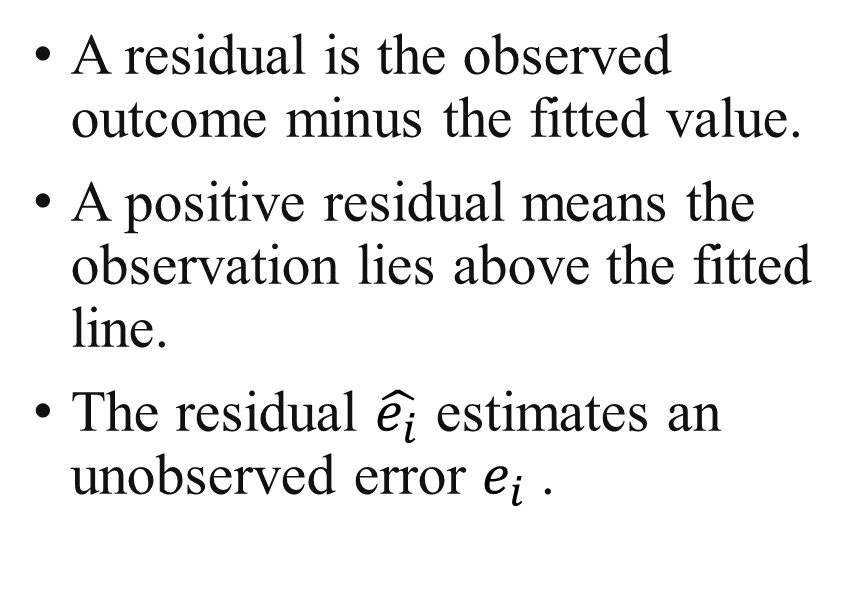 • A residual is the observed
outcome minus the fitted value.
• A positive residual means the
observation lies above the fitted
line.
• The residual $\widehat{e_i}$ estimates an
unobserved error $e_i$ .